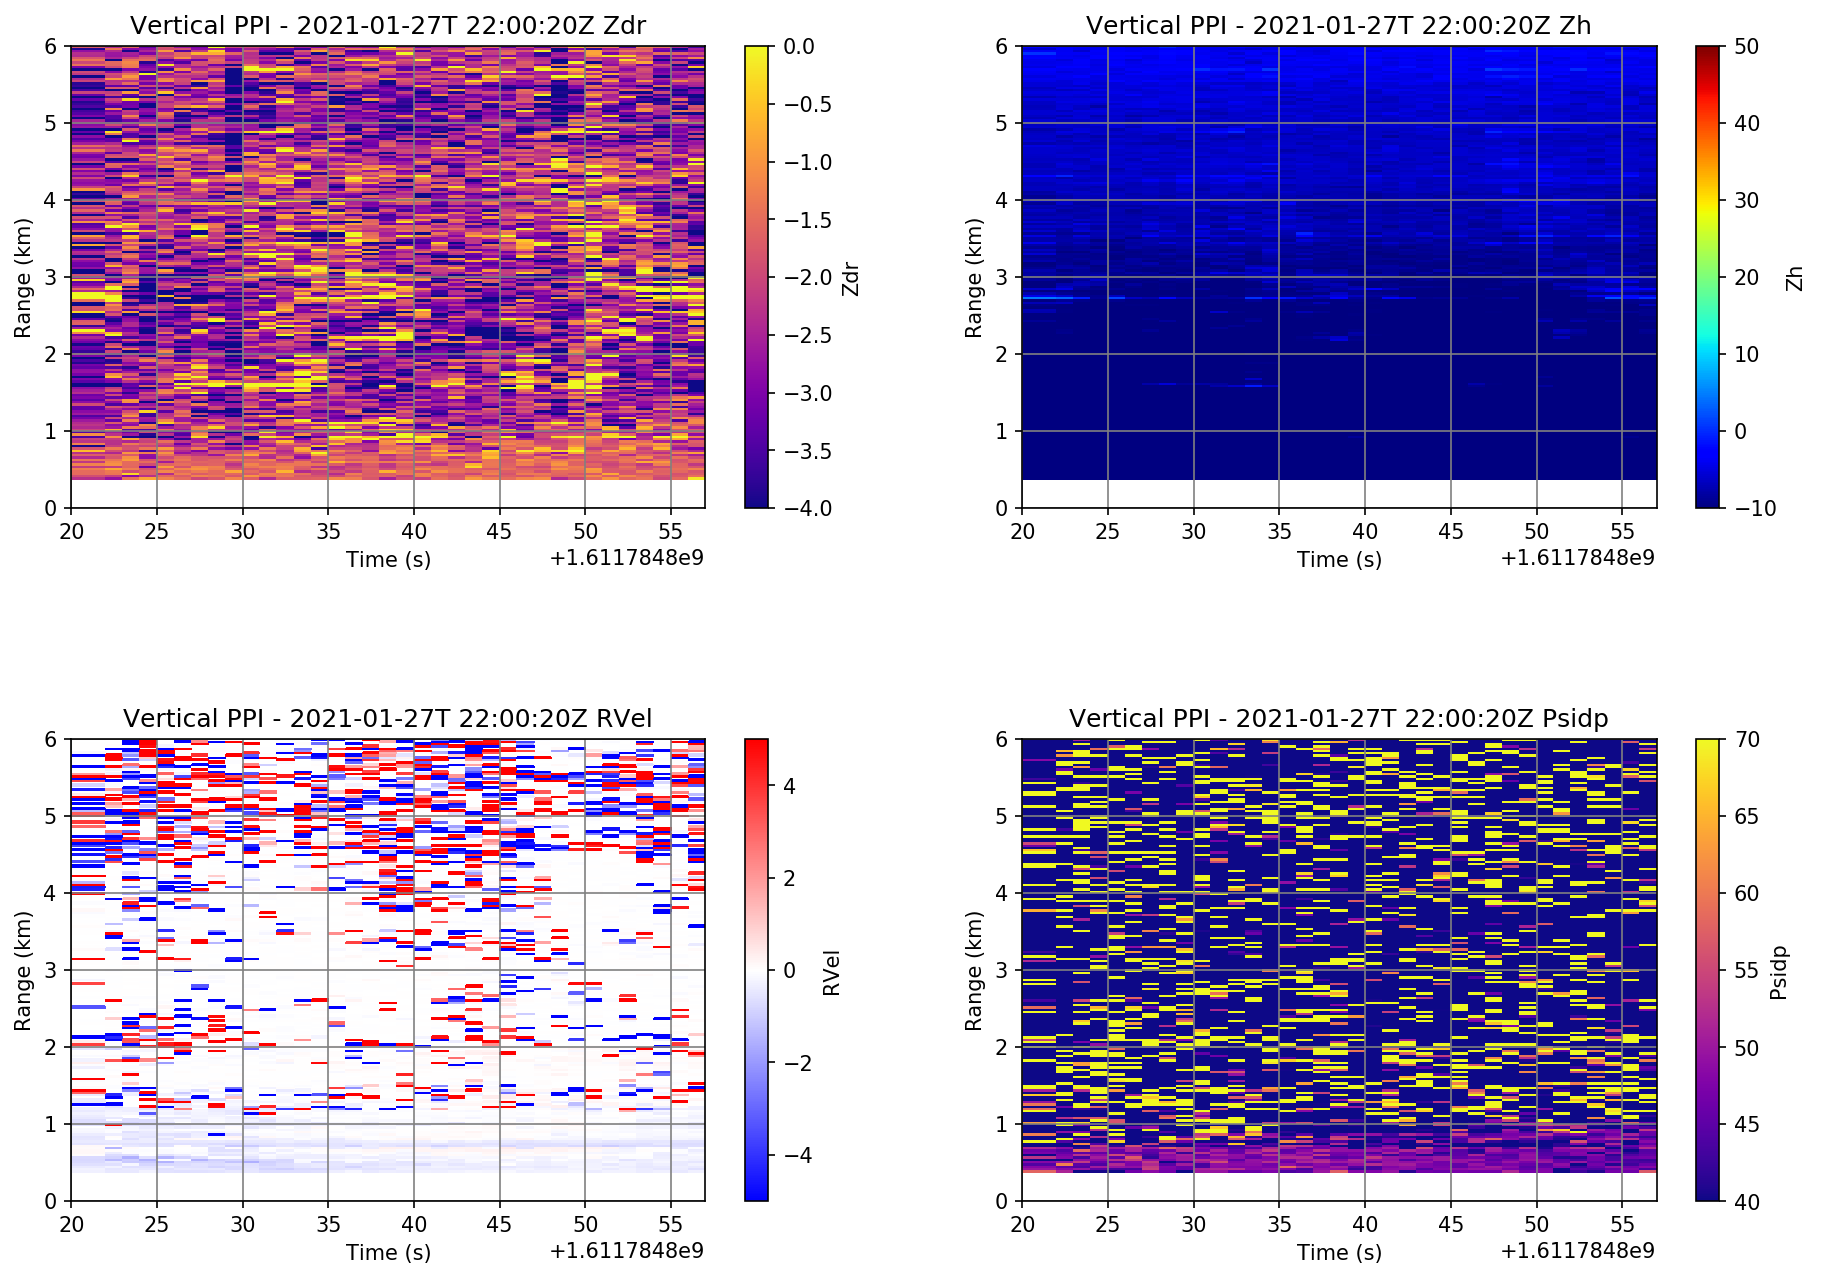 Vertical PPI - 2021-01-27T 22:00:20Z Zdr
6
5
4
3
2
1
0
Range (km)
20 25 30 35 40 45 50 55
Time (s)
+1.6117848e9
0.0
−0.5
−1.0
−1.5
−2.0
−2.5
−3.0
−3.5
−4.0
Zdr
Vertical PPI - 2021-01-27T 22:00:20Z Zh
6
5
4
3
2
1
0
Range (km)
20 25 30 35 40 45 50 55
Time (s)
+1.6117848e9
50
40
30
20
10
0
−10
Zh
Vertical PPI - 2021-01-27T 22:00:20Z RVel
6
5
4
3
2
1
0
Range (km)
20 25 30 35 40 45 50 55
Time (s)
+1.6117848e9
4
2
0
−2
−4
RVel
Vertical PPI - 2021-01-27T 22:00:20Z Psidp
6
5
4
3
2
1
0
Range (km)
20 25 30 35 40 45 50 55
Time (s)
+1.6117848e9
70
65
60
55
50
45
40
Psidp